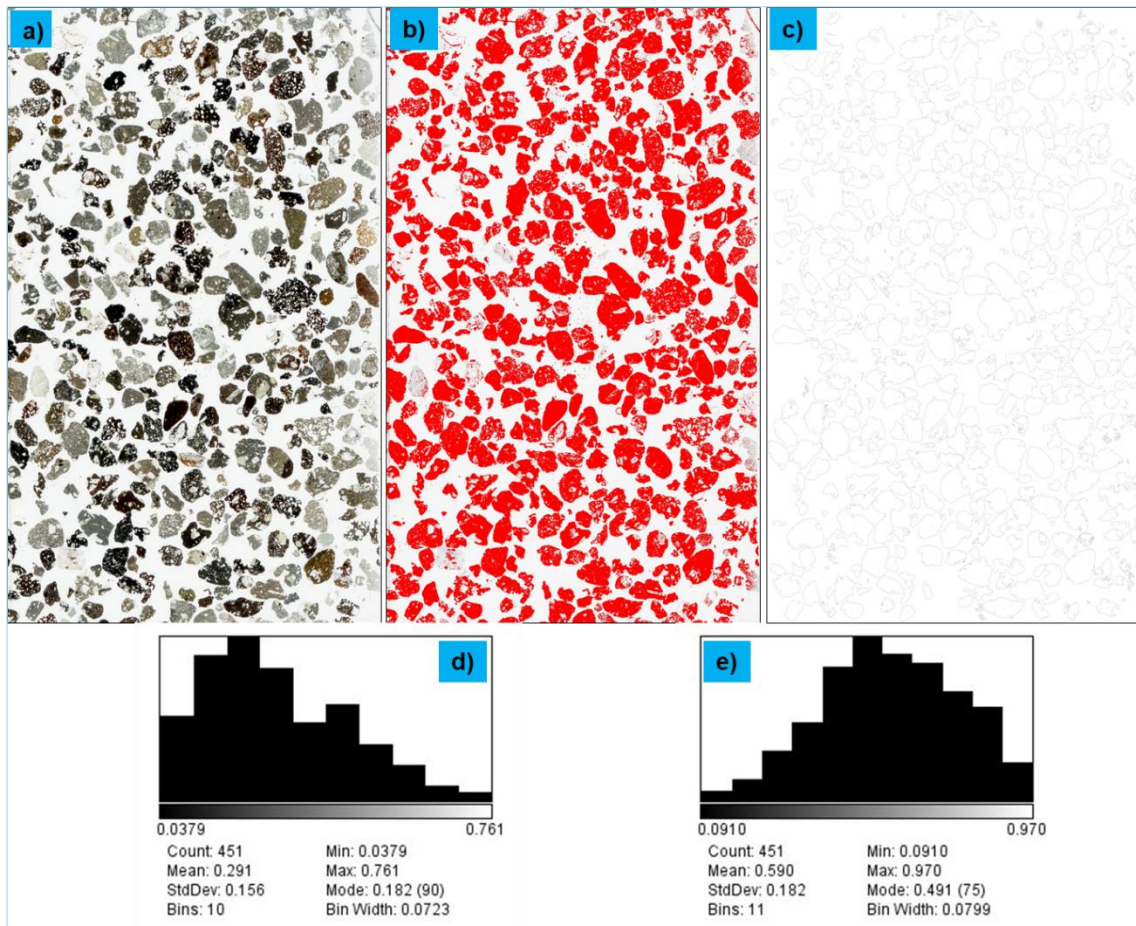 a)
b)
c)
d)
0.0379 0.761
Count: 451 Min: 0.0379
Mean: 0.291 Max: 0.761
StdDev: 0.156 Mode: 0.182 (90)
Bins: 10 Bin Width: 0.0723
e)
0.0910 0.970
Count: 451 Min: 0.0910
Mean: 0.590 Max: 0.970
StdDev: 0.182 Mode: 0.491 (75)
Bins: 11 Bin Width: 0.0799